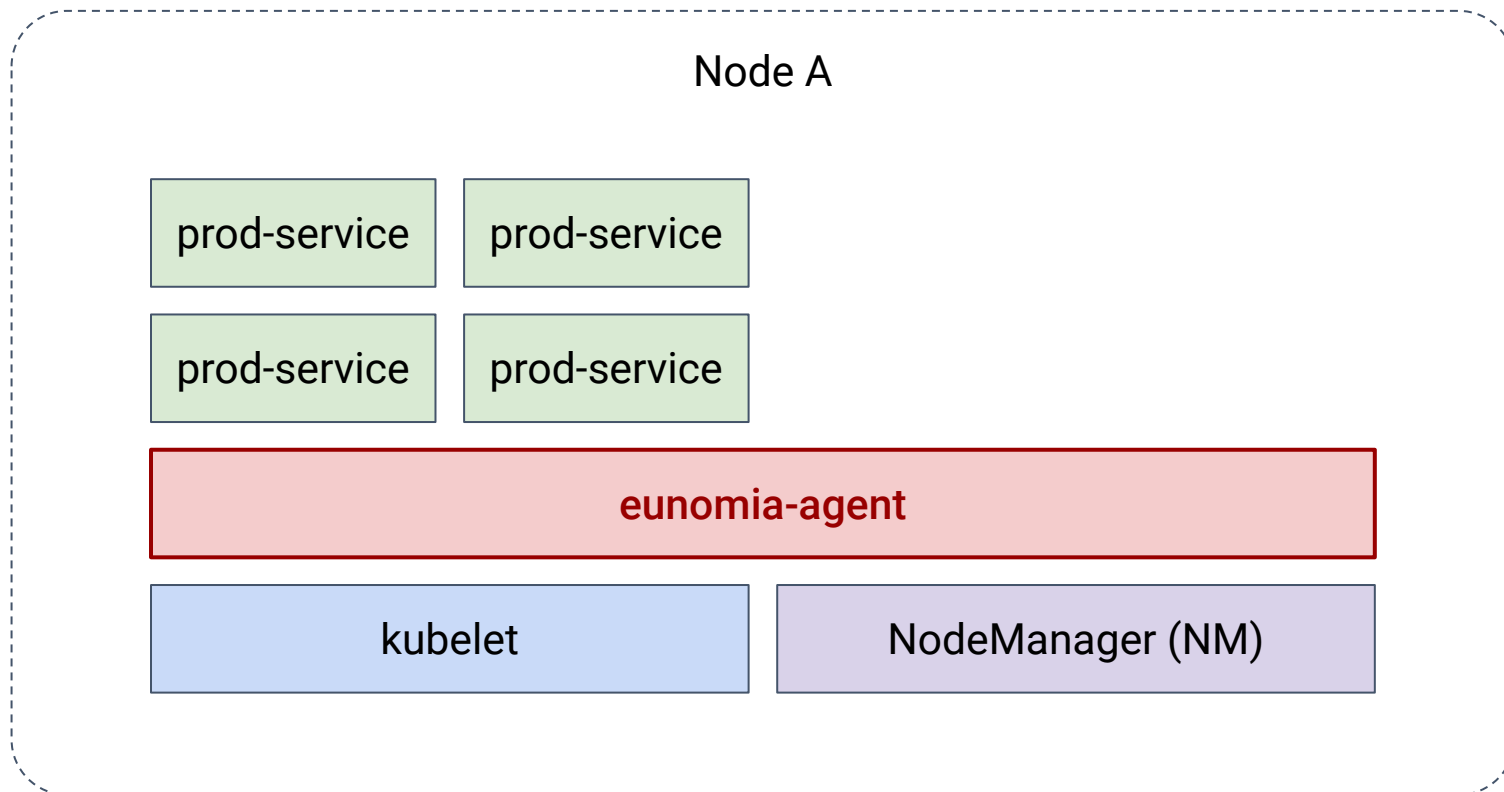 Node A
prod-service
prod-service
prod-service
prod-service
eunomia-agent
kubelet
NodeManager (NM)